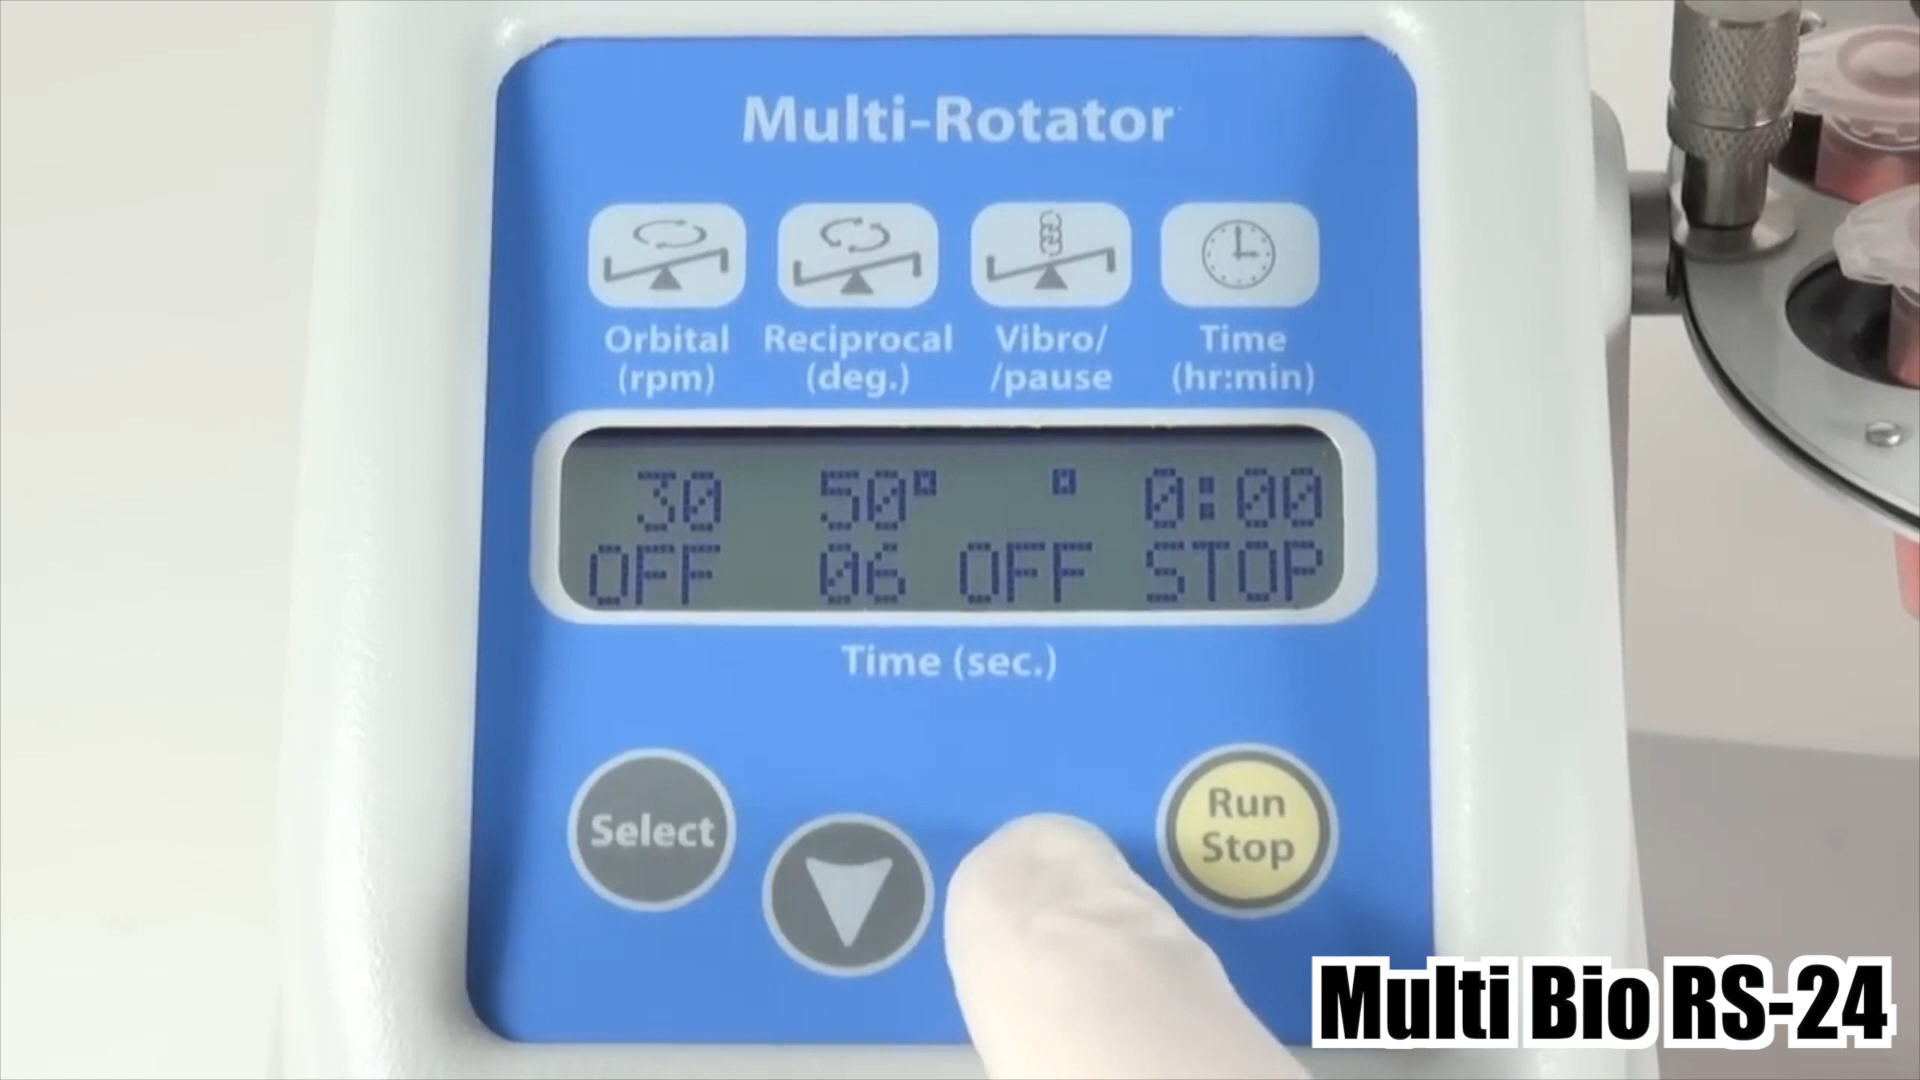 Multi-Rotator
Orbital
(rpm)
Reciprocal
(deg.)
Vibro/
/pause
Time
(hr:min)
30 50° ° 0:00
OFF 06 OFF STOP
Time (sec.)
Select
Run
Stop
Multi Bio RS-24